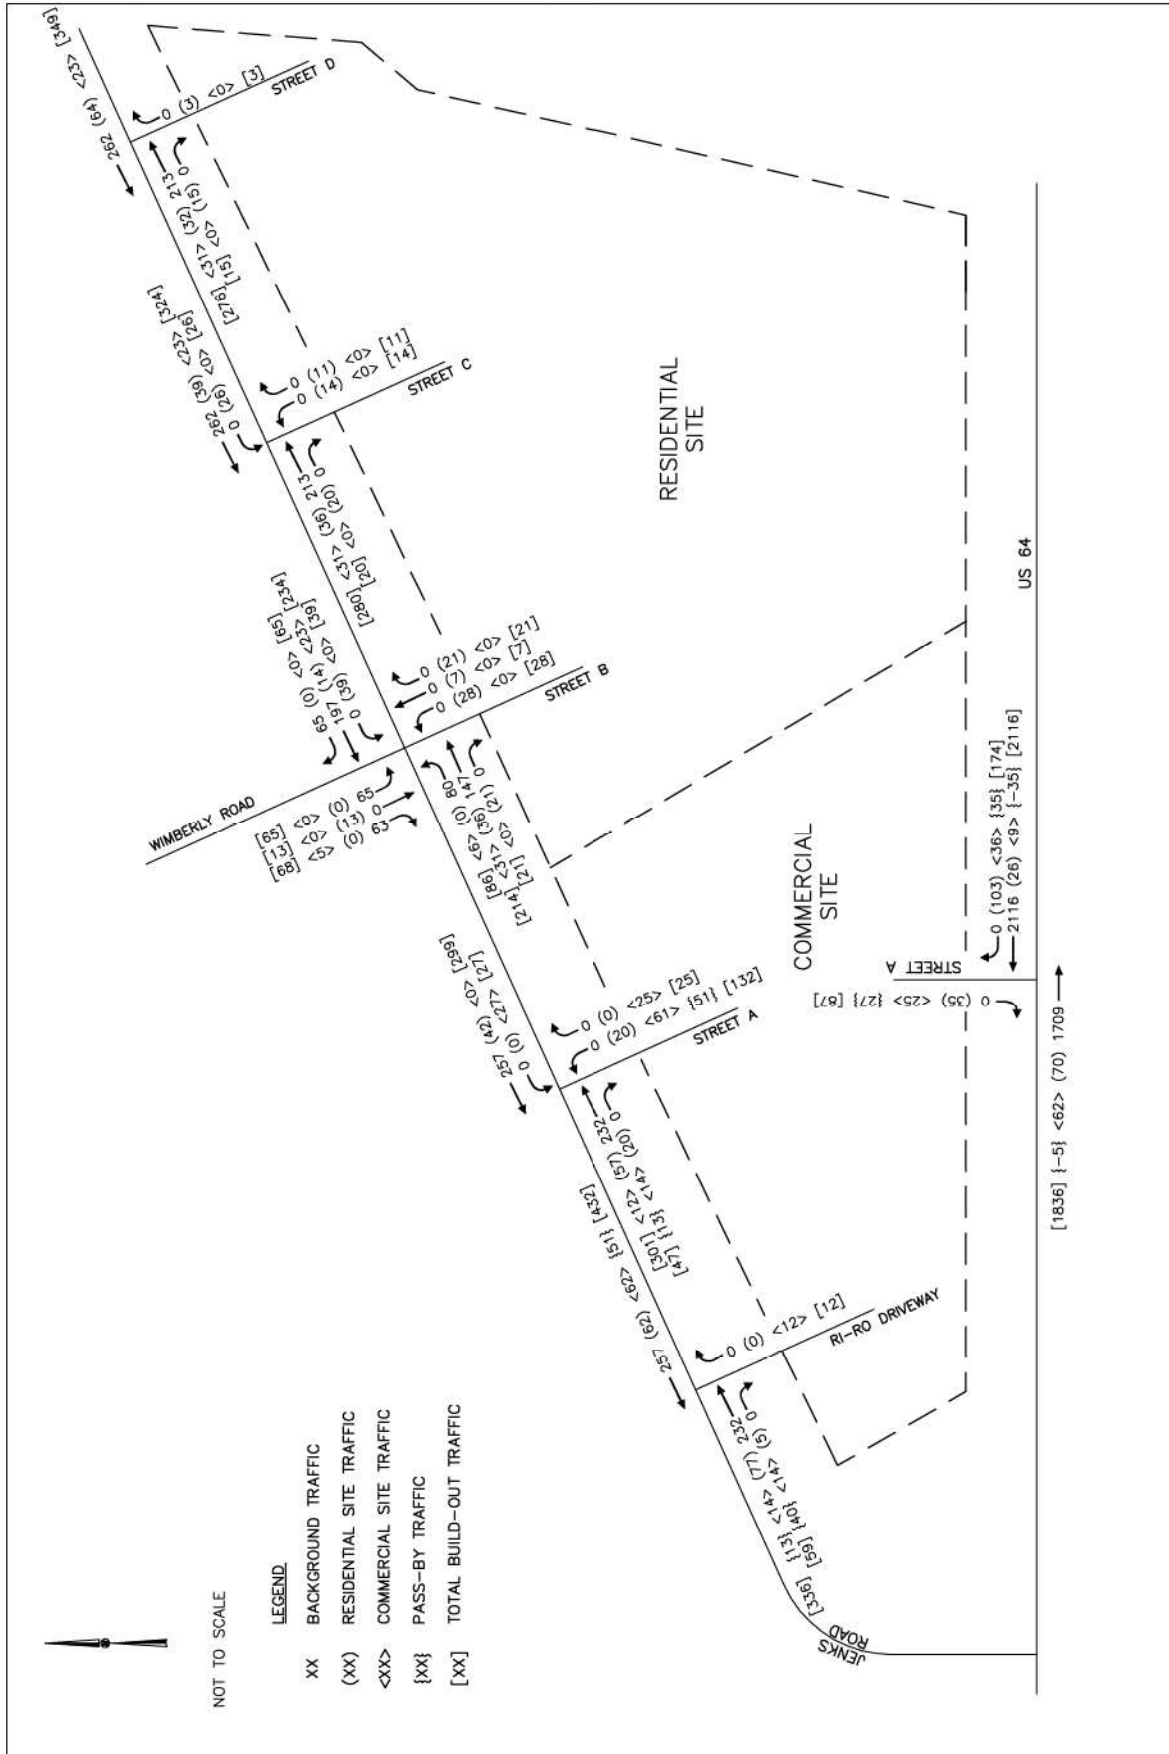 NOT TO SCALE
LEGEND
XX BACKGROUND TRAFFIC
(XX) RESIDENTIAL SITE TRAFFIC
<XX> COMMERCIAL SITE TRAFFIC
{XX} PASS-BY TRAFFIC
[XX] TOTAL BUILD-OUT TRAFFIC
262 (64) <23> [349]
0 (3) <0> [3]
STREET D
[276] <31> (32) 213
[15] <0> (15) 0
262 (39) <23> [324]
0 (26) <0> [26]
0 (11) <0> [11]
0 (14) <0> [14]
STREET C
[280] <31> (36) 213
[20] <0> (20) 0
65 (0) <0> [65]
197 (14) <23> [234]
0 (39) <0> [39]
WIMBERLY ROAD
[65] <0> (0) 65
[13] <0> (13) 0
[68] <5> (0) 63
0 (21) <0> [21]
0 (7) <0> [7]
0 (28) <0> [28]
STREET B
[86] <6> (0) 80
[214] <31> (36) 147
[21] <0> (21) 0
257 (42) <0> [299]
0 (0) <27> [27]
0 (0) <25> [25]
0 (20) <61> {51} [132]
STREET A
[301] <12> (57) 232
[47] {13} <14> (20) 0
257 (62) <62> {51} [432]
0 (0) <12> [12]
RI-RO DRIVEWAY
[336] {13} <14> (77) 232
[59] {40} <14> (5) 0
JENKS
ROAD
RESIDENTIAL
SITE
COMMERCIAL
SITE
US 64
STREET A
0 (103) <36> {35} [174]
2116 (26) <9> {-35} [2116]
0 (35) <25> {27} [87]
[1836] {-5} <62> (70) 1709